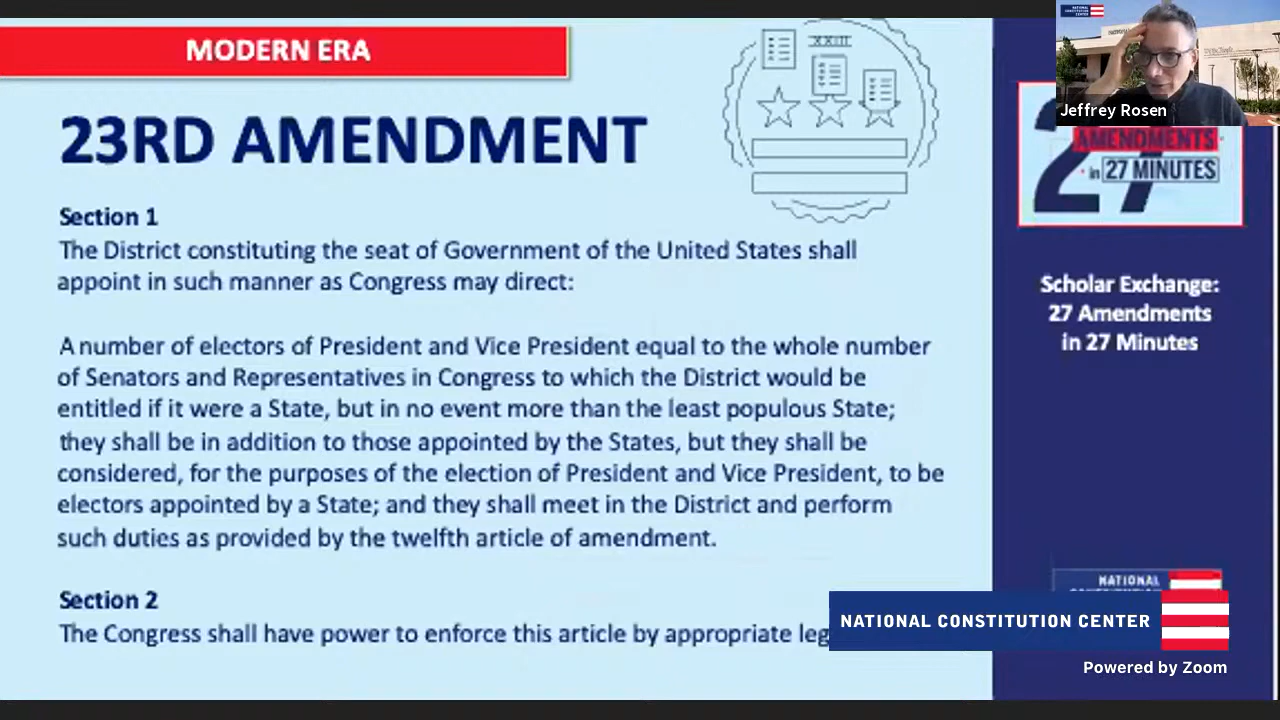 MODERN ERA
XXIII
23RD AMENDMENT
Section 1
The District constituting the seat of Government of the United States shall
appoint in such manner as Congress may direct:
A number of electors of President and Vice President equal to the whole number
of Senators and Representatives in Congress to which the District would be
entitled if it were a State, but in no event more than the least populous State;
they shall be in addition to those appointed by the States, but they shall be
considered, for the purposes of the election of President and Vice President, to be
electors appointed by a State; and they shall meet in the District and perform
such duties as provided by the twelfth article of amendment.
Section 2
The Congress shall have power to enforce this article by appropriate leg
NATIONAL
CONSTITUTION
CENTER
Jeffrey Rosen
27
AMENDMENTS
in 27 MINUTES
Scholar Exchange:
27 Amendments
in 27 Minutes
NATIONAL
NATIONAL CONSTITUTION CENTER
Powered by Zoom